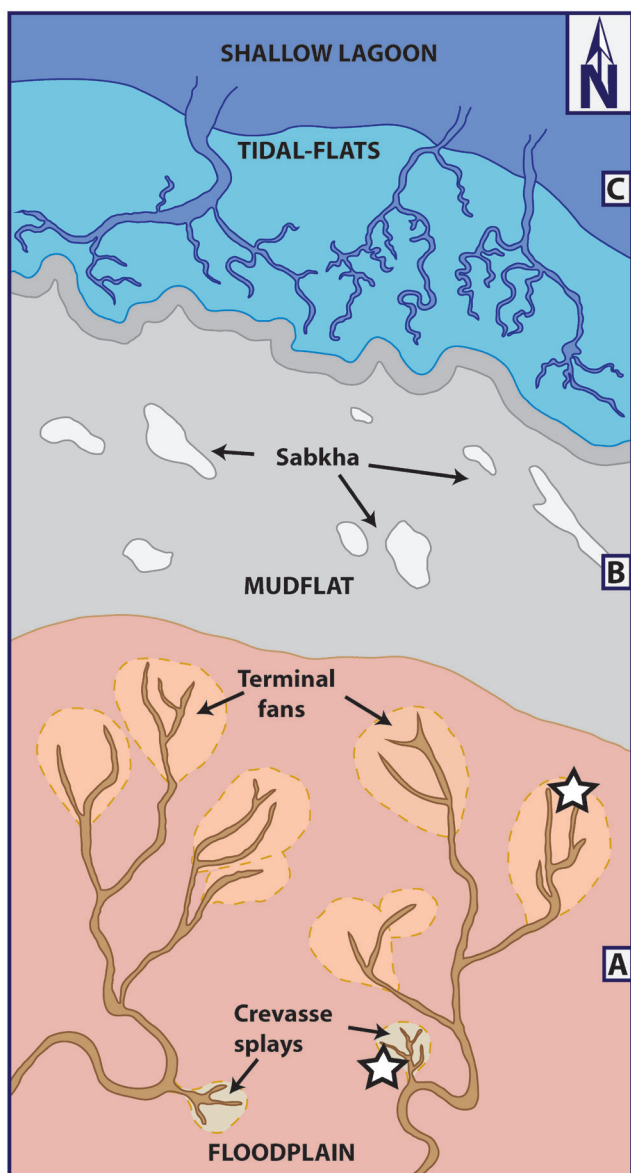 SHALLOW LAGOON
N
TIDAL-FLATS
C
Sabkha
B
MUDFLAT
Terminal
fans
A
Crevasse
splays
FLOODPLAIN